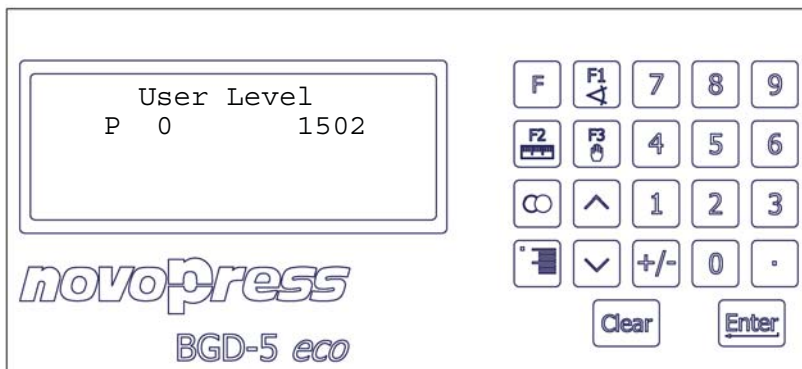 User Level
P 0 1502
novopress
BGD-5 eco
F F1 7 8 9
F2 F3 4 5 6
1 2 3
+/- 0 .
Clear Enter